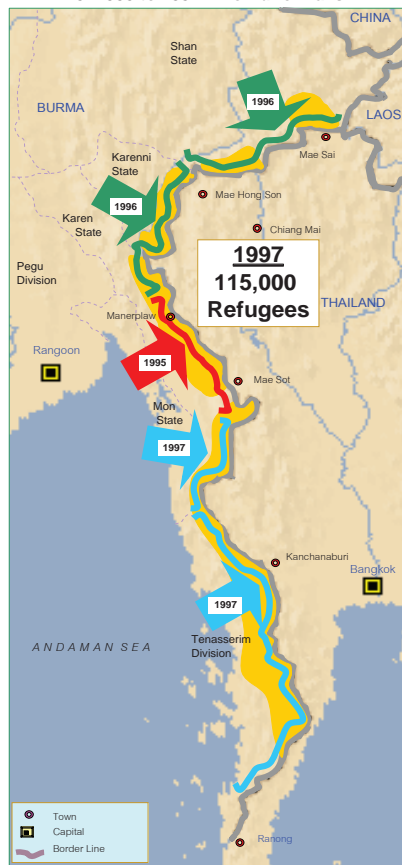 CHINA
Shan
State
1996
BURMA
LAOS
Karenni
State
Mae Sai
1996
Mae Hong Son
Karen
State
Chiang Mai
1997
115,000
Refugees
Pegu
Division
THAILAND
Manerplaw
Rangoon
1995
Mae Sot
Mon
State
1997
Kanchanaburi
Bangkok
1997
Tenasserim
Division
ANDAMAN SEA
Town
Capital
Border Line
Ranong